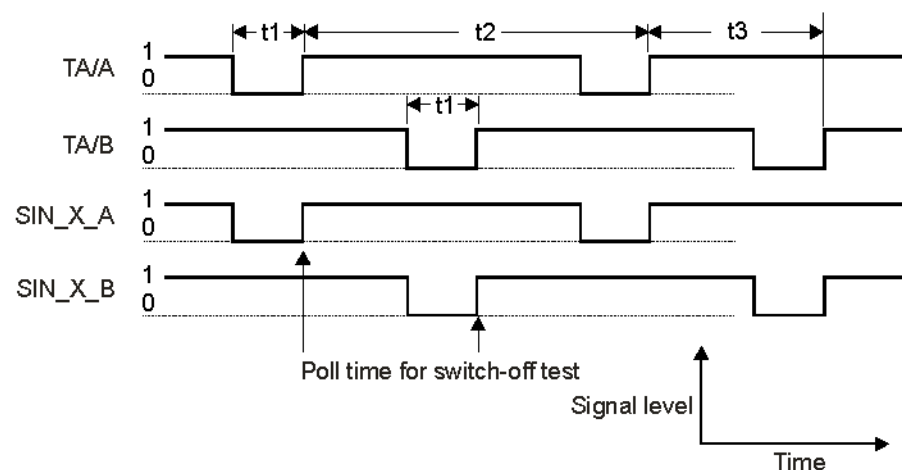 t1 t2 t3
TA/A 1
0
t1
TA/B 1
0
SIN_X_A 1
0
SIN_X_B 1
0
Poll time for switch-off test
Signal level
Time